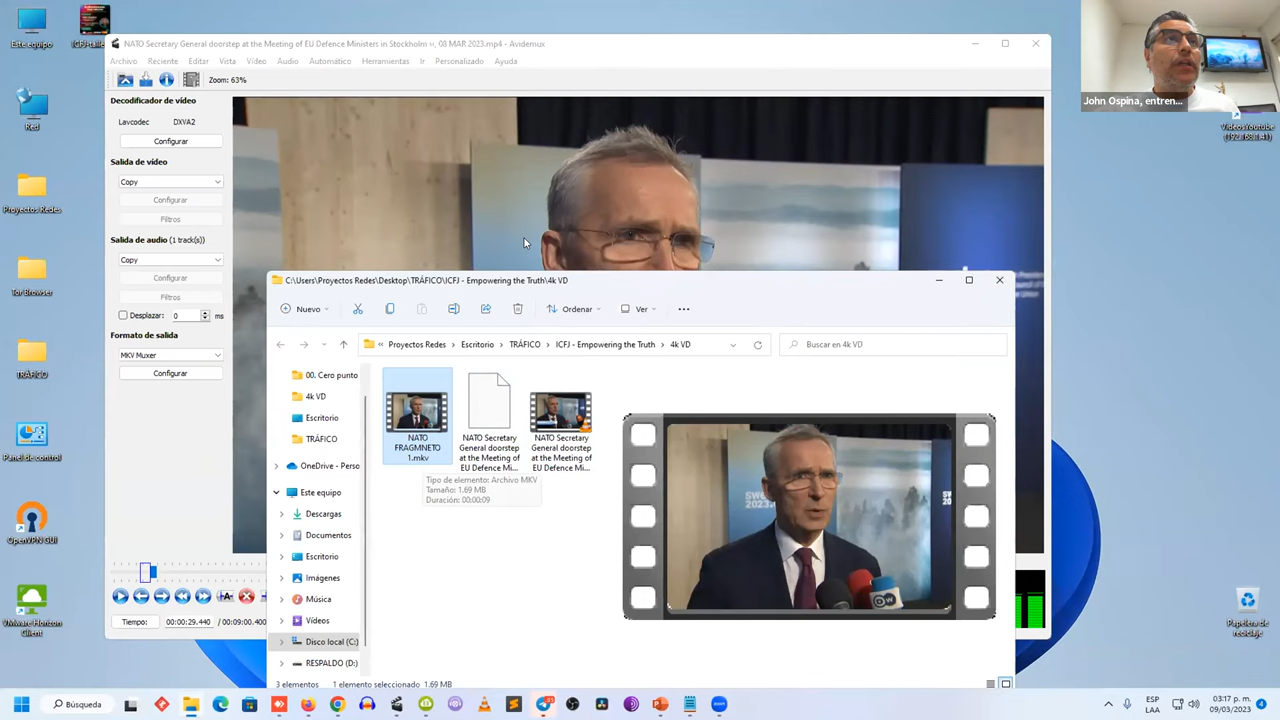 Este equipo
Red
Proyectos Redes
Tor Browser
TRÁFICO
Panel de control
OpenVPN GUI
VMware Horizon
Client
NATO Secretary General doorstep at the Meeting of EU Defence Ministers in Stockholm
08 MAR 2023.mp4 - Avidemux
Archivo Reciente Editar Vista Vídeo Audio Automático Herramientas Ir Personalizado Ayuda
Zoom: 63%
Decodificador de vídeo
Lavcodec DXVA2
Configurar
Salida de vídeo
Copy
Configurar
Filtros
Salida de audio (1 track(s))
Copy
Configurar
Filtros
Desplazar: 0 ms
Formato de salida
MKV Muxer
Configurar
Tiempo: 00:00:29,440 / 00:09:00,400
C:\Users\Proyectos Redes\Desktop\TRÁFICO\ICFJ - Empowering the Truth\4k VD
Nuevo
Ordenar
Ver
« Proyectos Redes > Escritorio > TRÁFICO > ICFJ - Empowering the Truth > 4k VD
Buscar en 4k VD
00. Cero punto
4k VD
Escritorio
TRÁFICO
OneDrive - Perso
Este equipo
Descargas
Documentos
Escritorio
Imágenes
Música
Vídeos
Disco local (C:)
RESPALDO (D:)
NATO
FRAGMNETO
1.mkv
NATO Secretary
General doorstep
at the Meeting of
EU Defence Mi...
NATO Secretary
General doorstep
at the Meeting of
EU Defence Mi...
Tipo de elemento: Archivo MKV
Tamaño: 1.69 MB
Duración: 00:00:09
DW
3 elementos 1 elemento seleccionado 1.69 MB
John Ospina, entren...
VideosYoutube
Papelera de
reciclaje
Búsqueda
ESP
LAA
03:17 p. m.
09/03/2023